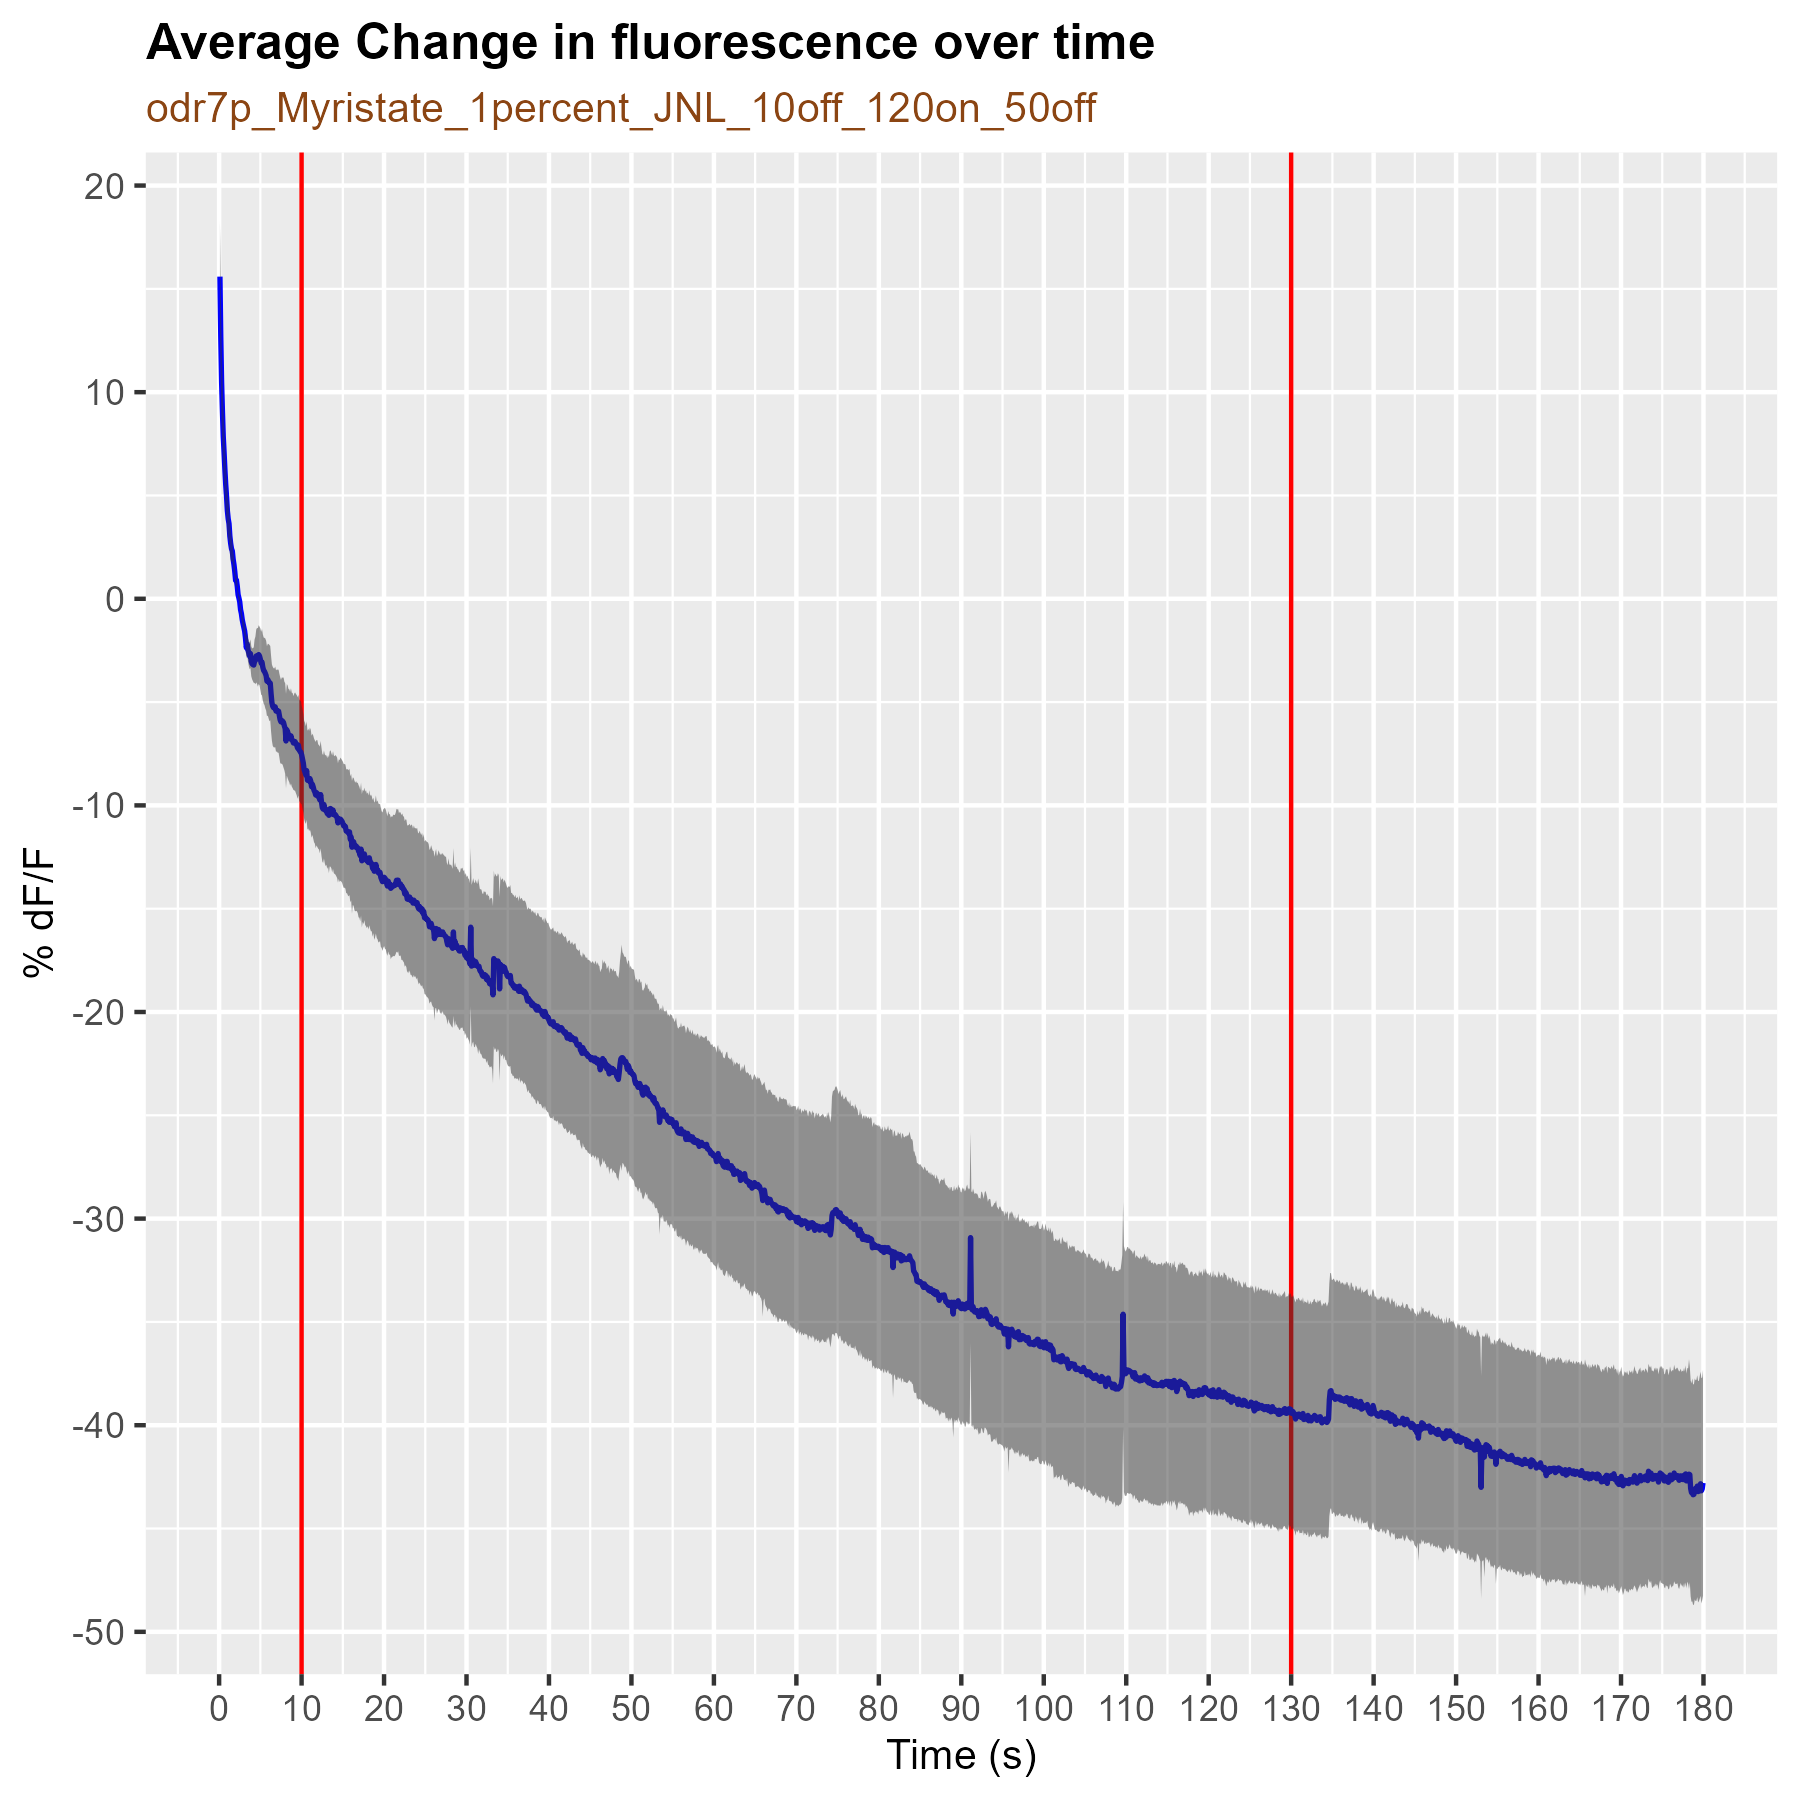 Average Change in fluorescence over time
odr7p_Myristate_1percent_JNL_10off_120on_50off
% dF/F
20
10
0
-10
-20
-30
-40
-50
0 10 20 30 40 50 60 70 80 90 100 110 120 130 140 150 160 170 180
Time (s)